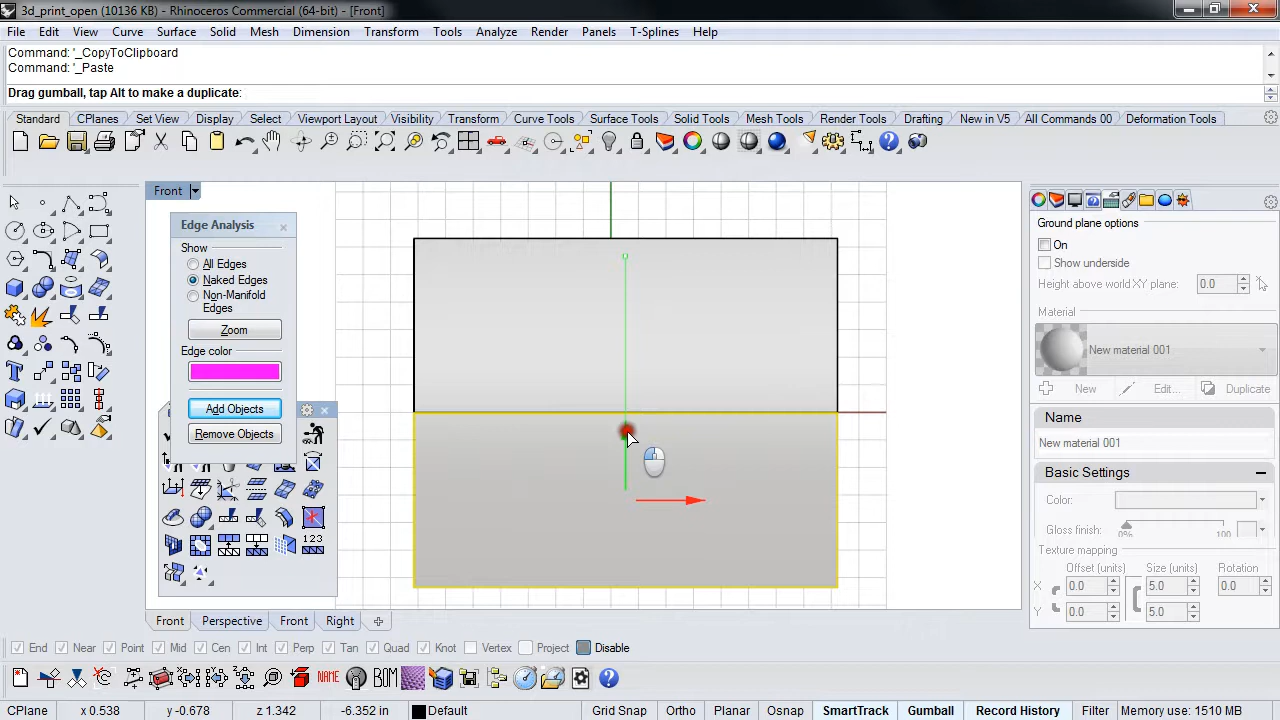 3d_print_open (10136 KB) - Rhinoceros Commercial (64-bit) - [Front]
File Edit View Curve Surface Solid Mesh Dimension Transform Tools Analyze Render Panels T-Splines Help
Command: '_CopyToClipboard
Command: '_Paste
Drag gumball, tap Alt to make a duplicate:
Standard CPlanes Set View Display Select Viewport Layout Visibility Transform Curve Tools Surface Tools Solid Tools Mesh Tools Render Tools Drafting New in V5 All Commands 00 Deformation Tools
Front
Edge Analysis
Show
All Edges
Naked Edges
Non-Manifold
Edges
Zoom
Edge color
Add Objects
Remove Objects
123
Ground plane options
On
Show underside
Height above world XY plane: 0.0
Material
New material 001
New Edit... Duplicate
Name
New material 001
Basic Settings
Color:
Gloss finish: 0% 100
Texture mapping
Offset (units) Size (units) Rotation
X 0.0 5.0 0.0
Y 0.0 5.0
Front Perspective Front Right
End Near Point Mid Cen Int Perp Tan Quad Knot Vertex Project Disable
NAME BOM
CPlane x 0.538 y -0.678 z 1.342 -6.352 in Default Grid Snap Ortho Planar Osnap SmartTrack Gumball Record History Filter Memory use: 1510 MB